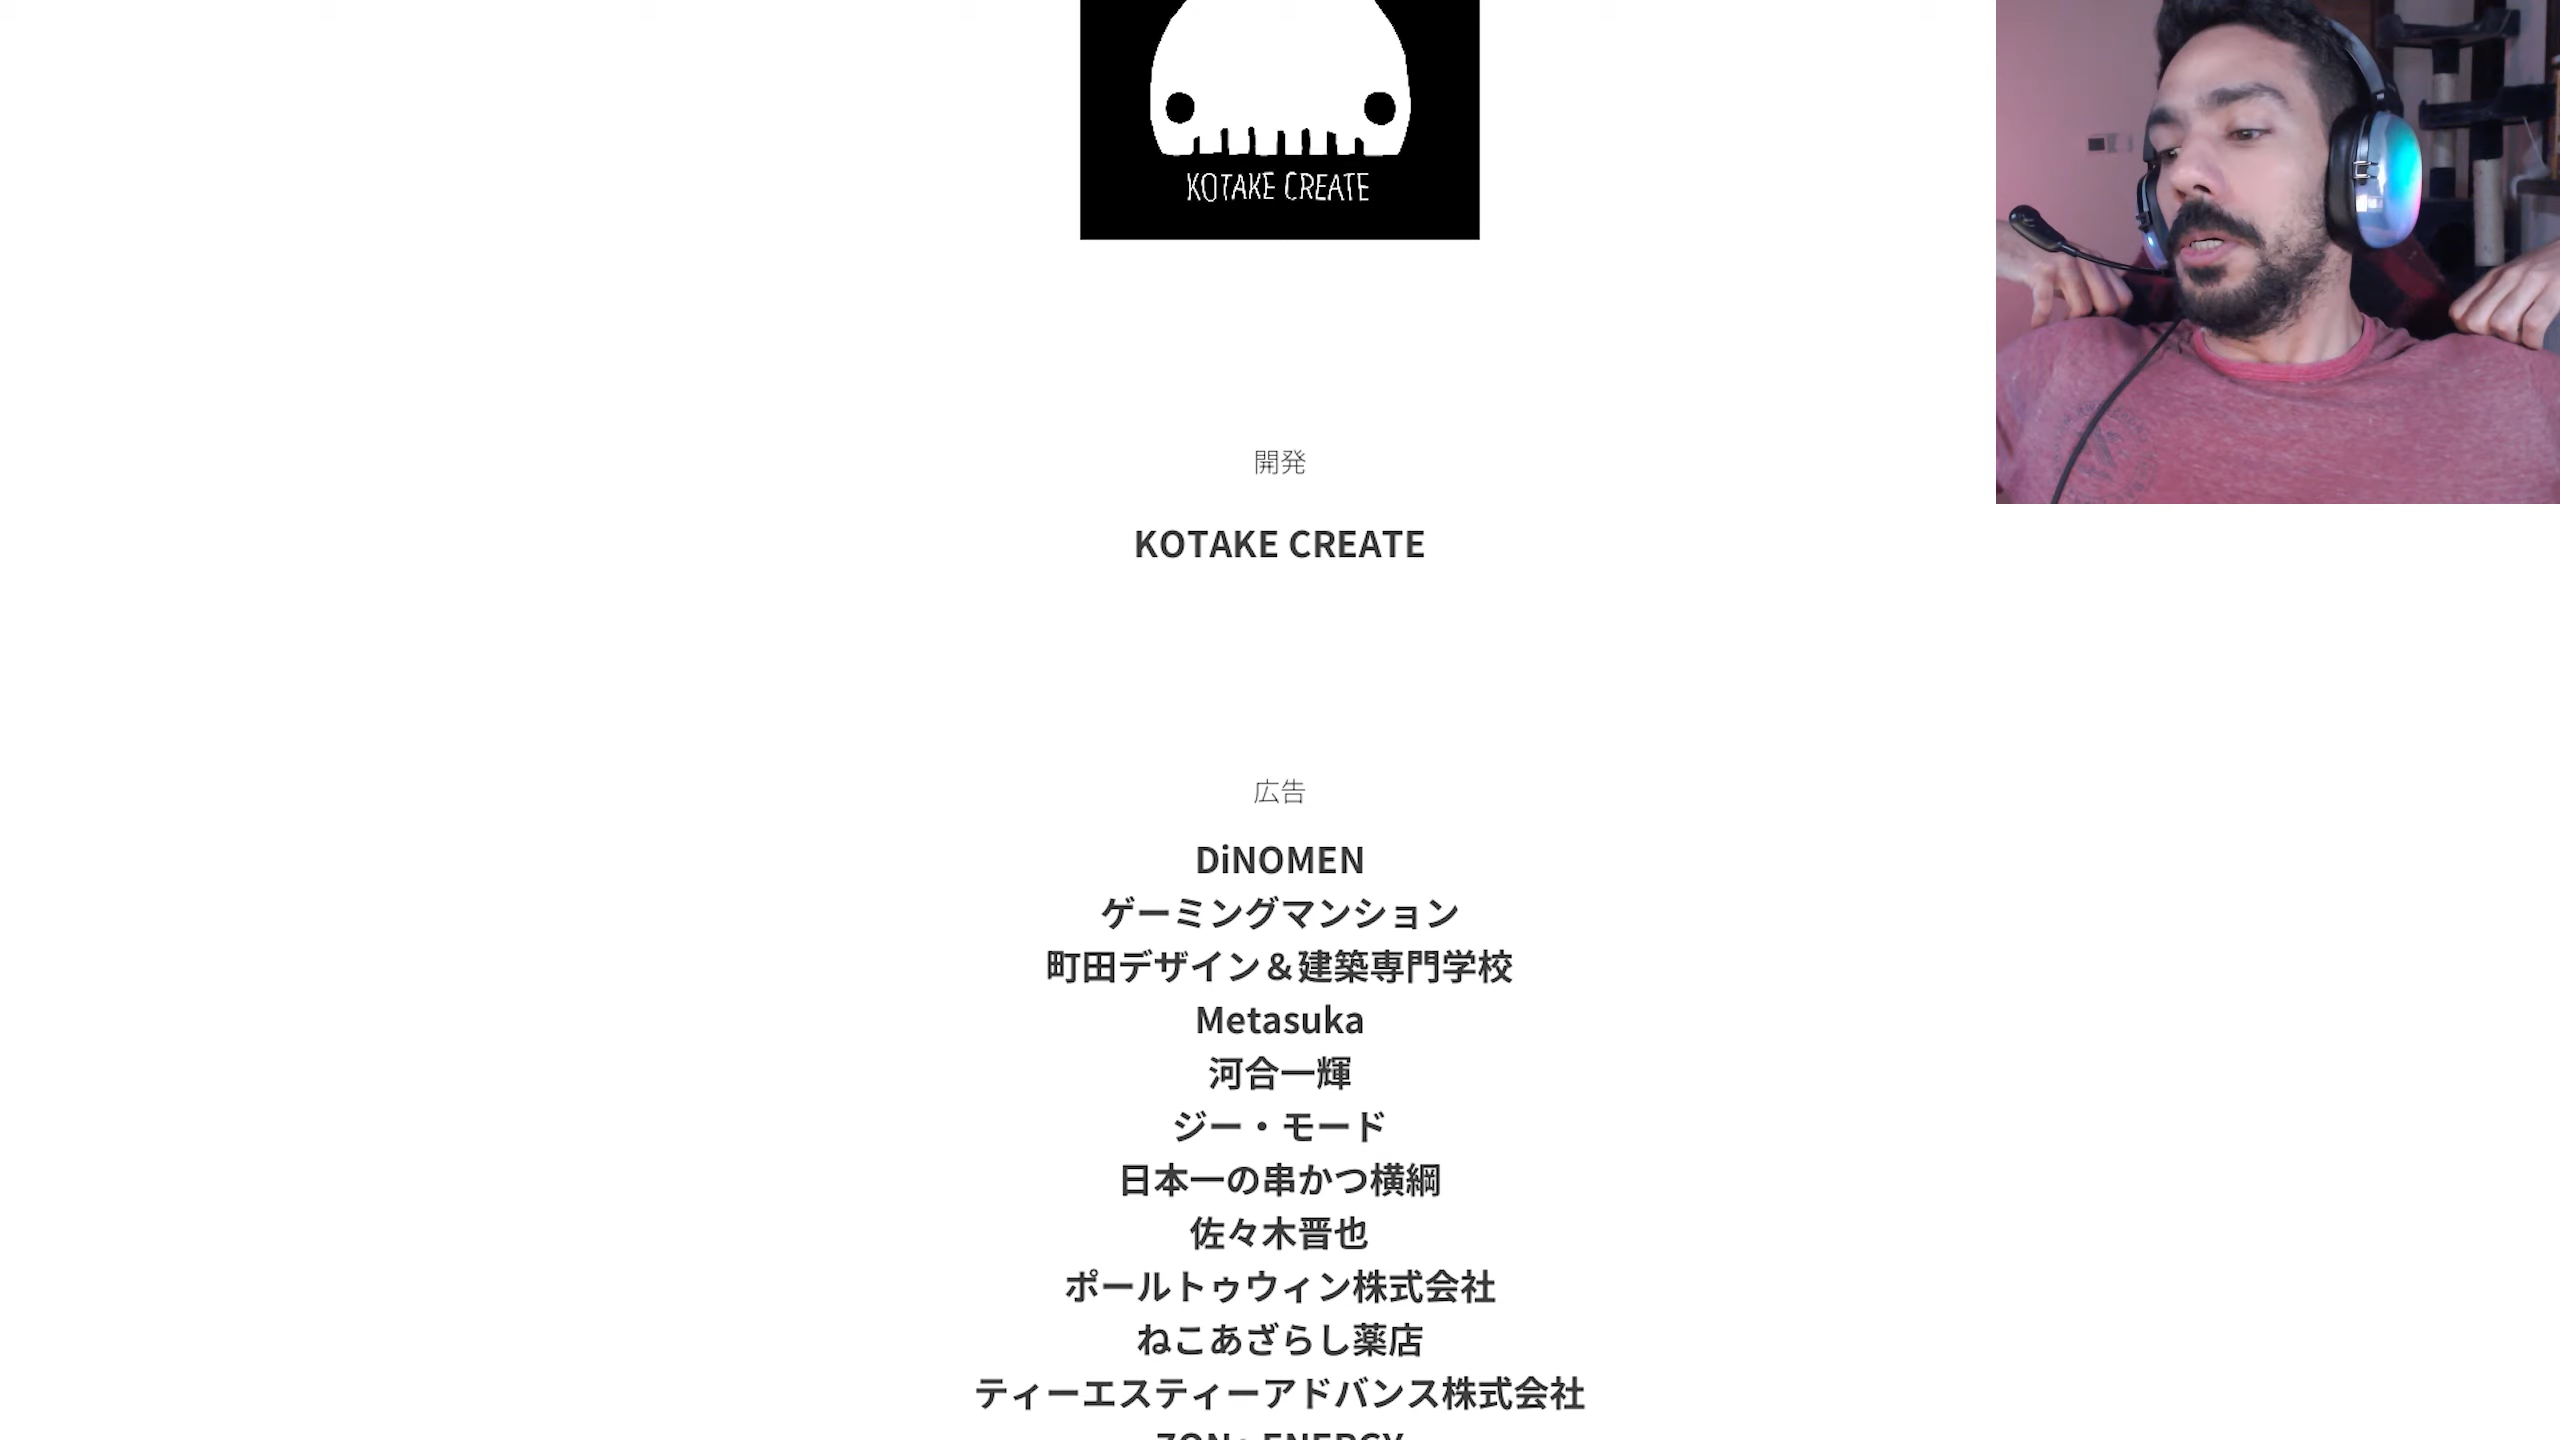 KOTAKE CREATE
開発
KOTAKE CREATE
広告
DiNOMEN
ゲーミングマンション
町田デザイン＆建築専門学校
Metasuka
河合一輝
ジー・モード
日本一の串かつ横綱
佐々木晋也
ポールトゥウィン株式会社
ねこあざらし薬店
ティーエスティーアドバンス株式会社